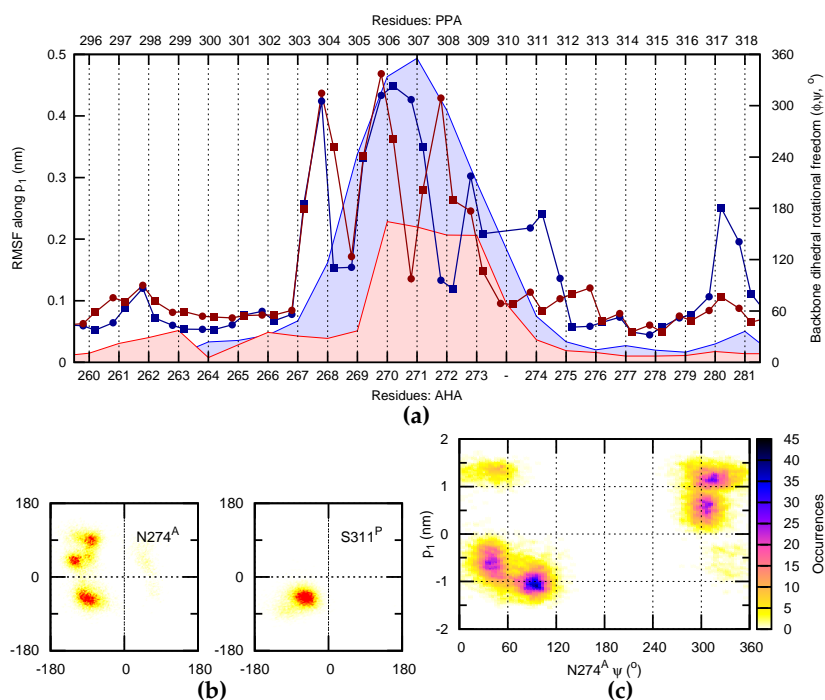 Residues: PPA
296 297 298 299 300 301 302 303 304 305 306 307 308 309 310 311 312 313 314 315 316 317 318
0.5
0.4
0.3
0.2
0.1
0
RMSF along p1 (nm)
360
300
240
180
120
60
0
Backbone dihedral rotational freedom (ϕ,ψ, °)
260 261 262 263 264 265 266 267 268 269 270 271 272 273 - 274 275 276 277 278 279 280 281
Residues: AHA
(a)
180
0
-180
-180 0 180
N274A
180
0
-180
-180 0 180
S311P
(b)
2
1
0
-1
-2
p1 (nm)
0 60 120 180 240 300 360
N274A ψ (°)
45
40
35
30
25
20
15
10
5
0
Occurrences
(c)